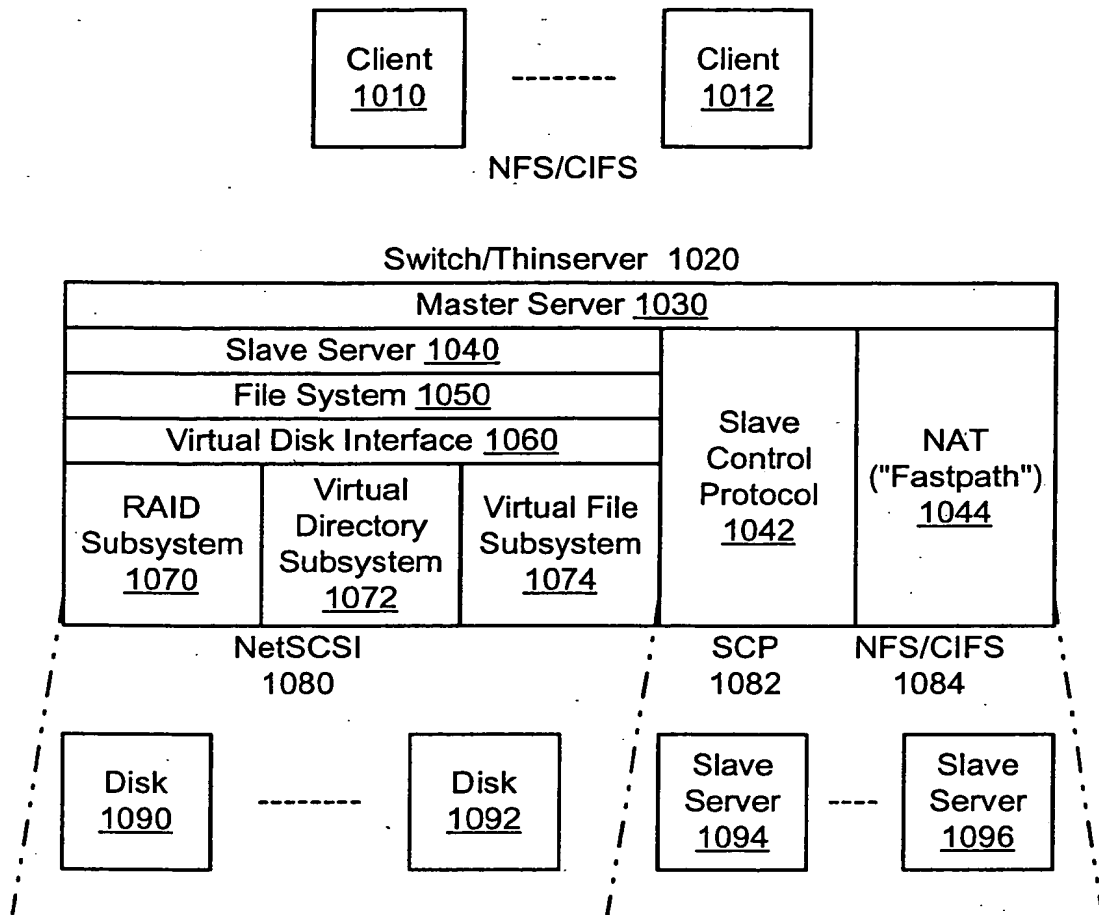 Client
1010
Client
1012
NFS/CIFS
Switch/Thinserver 1020
Master Server 1030
Slave Server 1040
File System 1050
Virtual Disk Interface 1060
RAID
Subsystem
1070
Virtual
Directory
Subsystem
1072
Virtual File
Subsystem
1074
Slave
Control
Protocol
1042
NAT
("Fastpath")
1044
NetSCSI
1080
SCP
1082
NFS/CIFS
1084
Disk
1090
Disk
1092
Slave
Server
1094
Slave
Server
1096